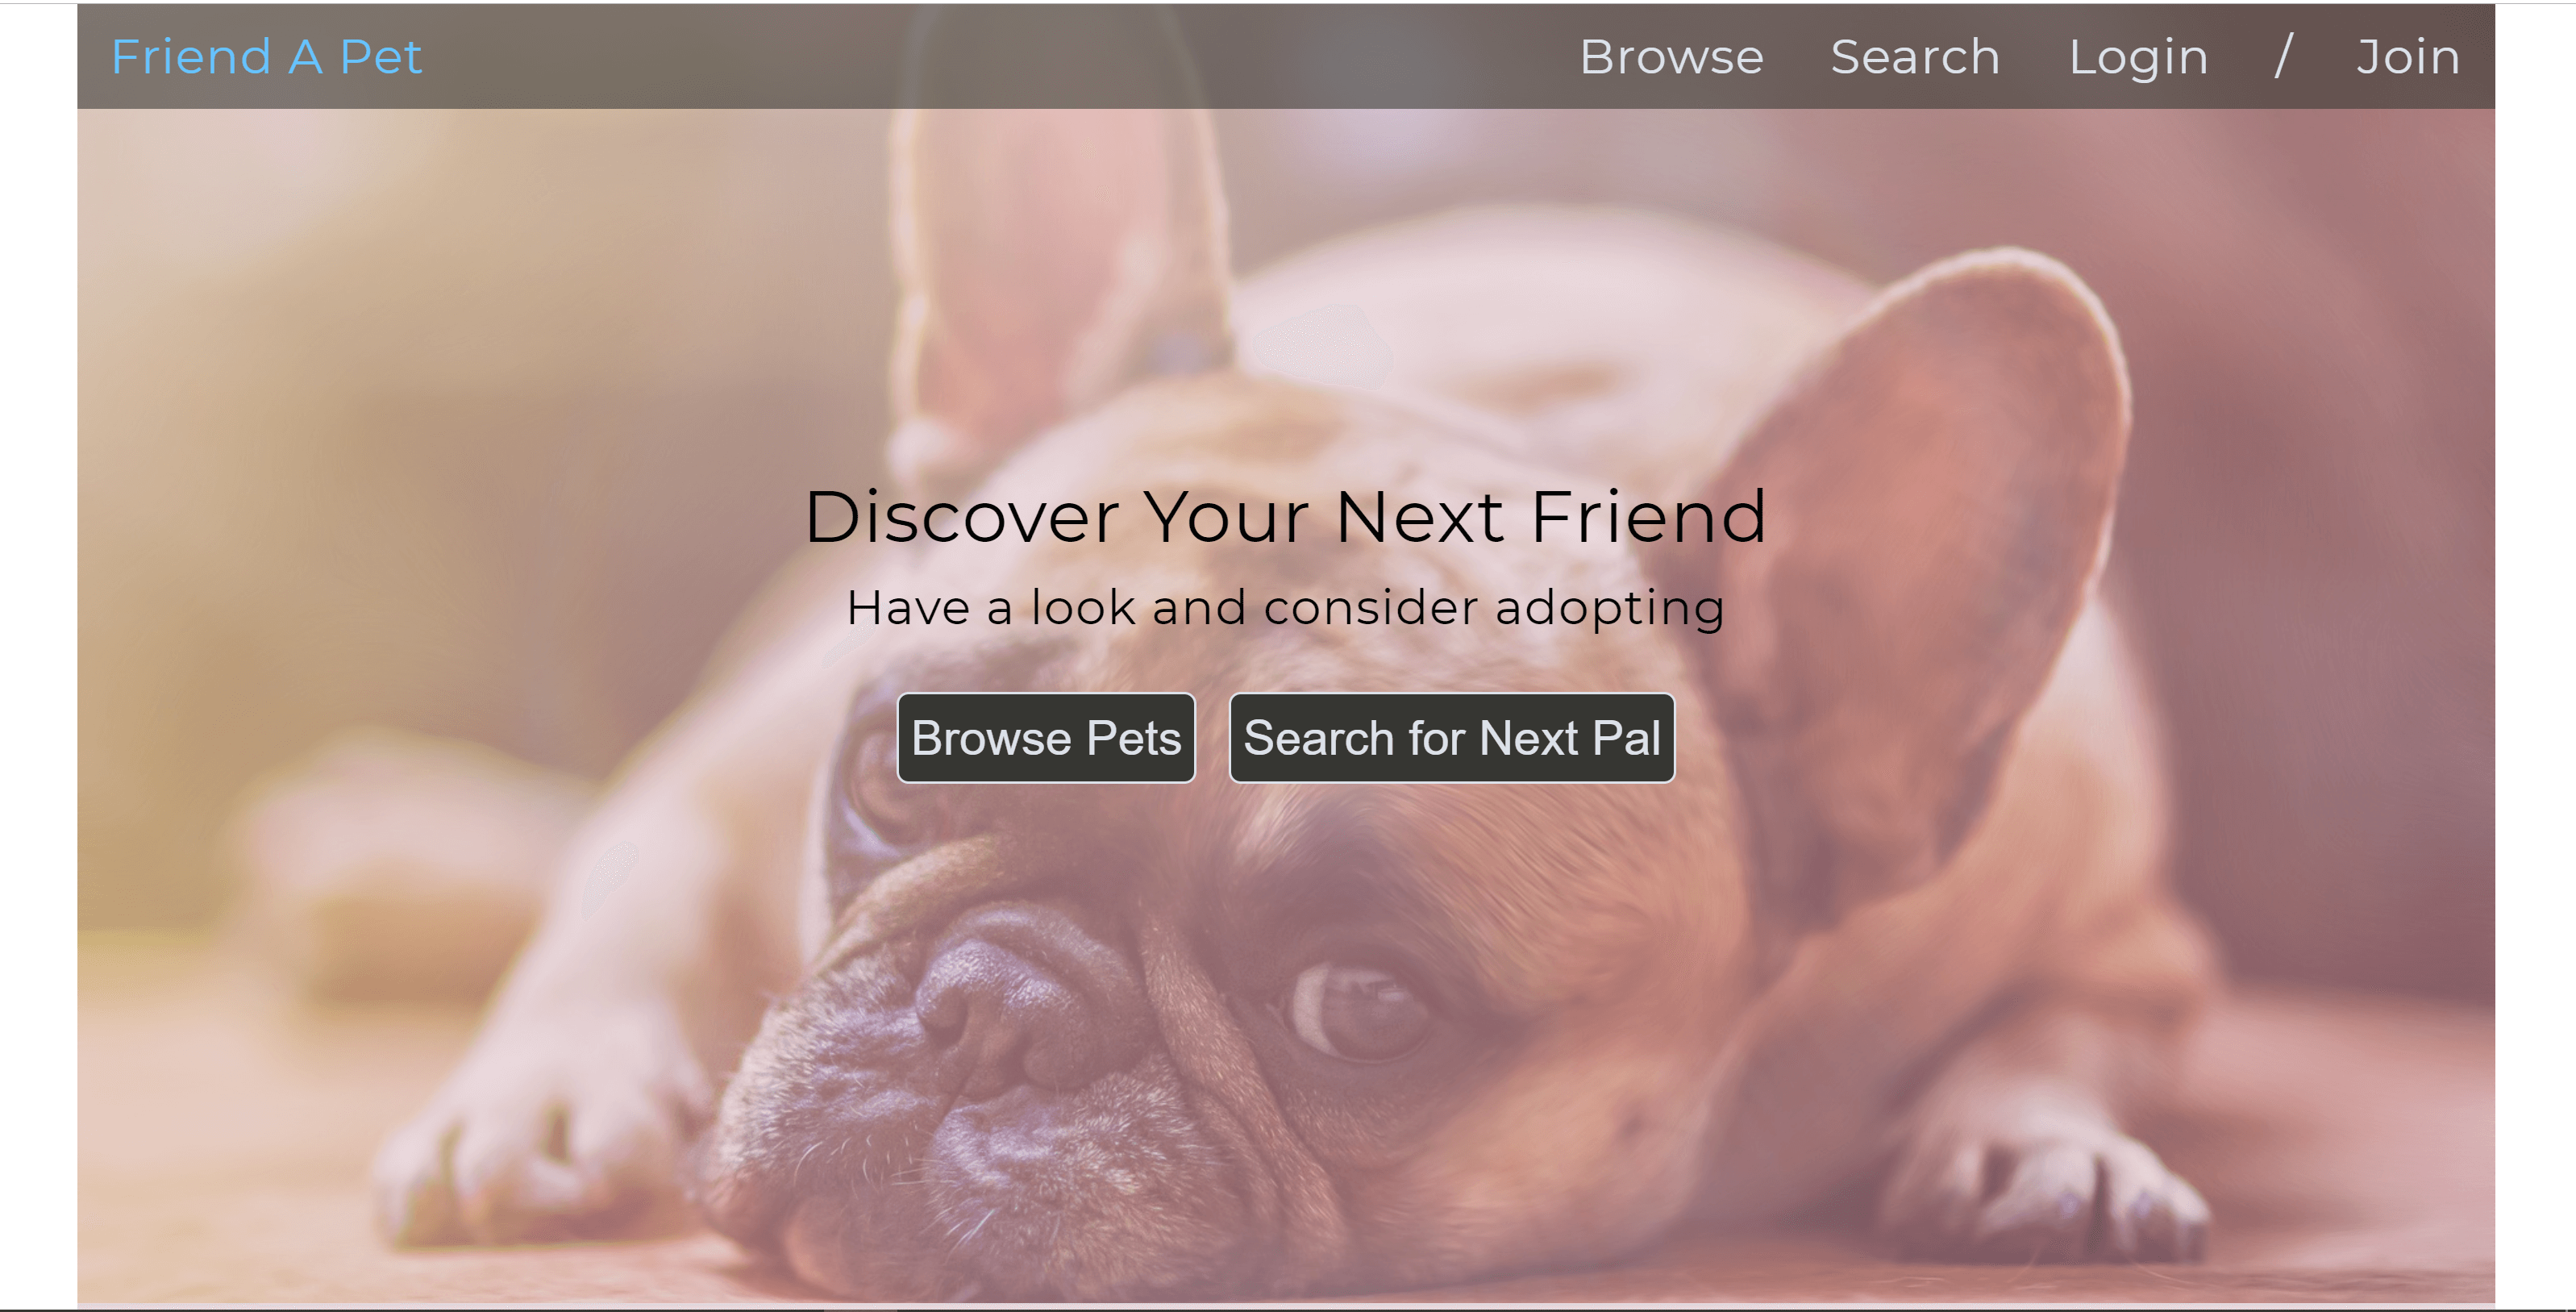 Friend A Pet Browse Search Login / Join
Discover Your Next Friend
Have a look and consider adopting
Browse Pets Search for Next Pal